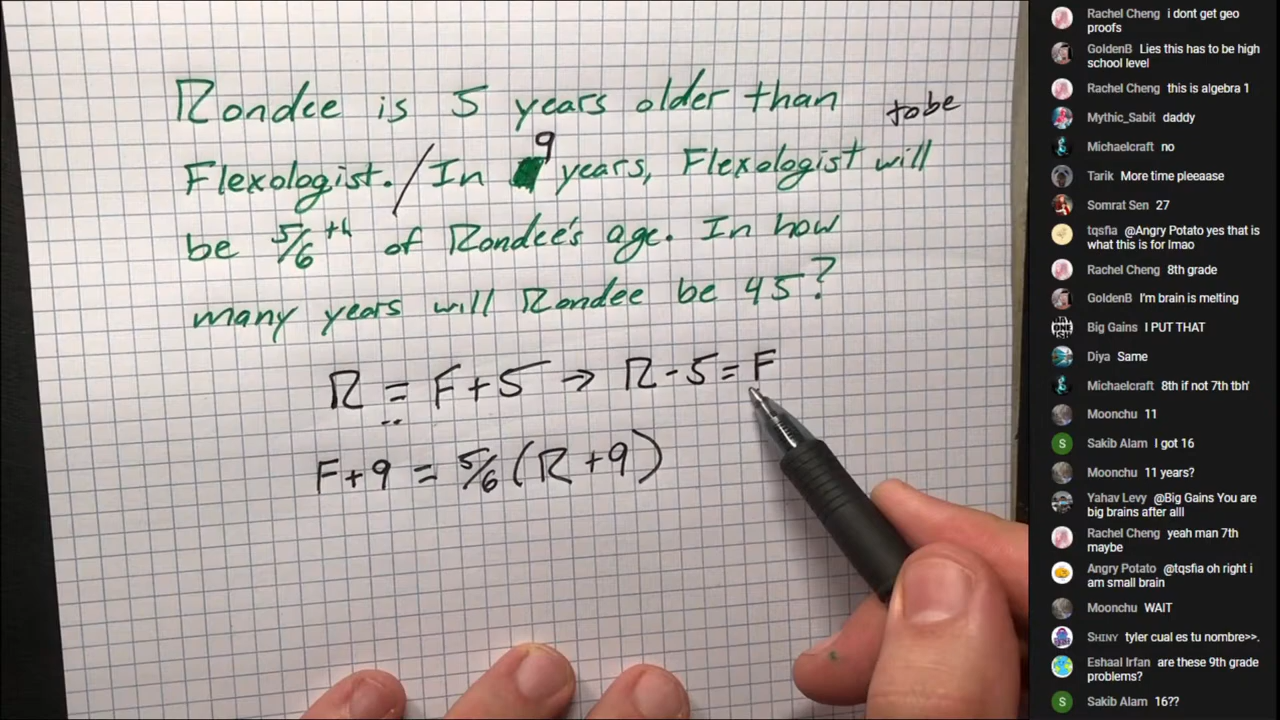 Rondee is 5 years older than
to be
Flexologist. / In 9 years, Flexologist will
be 5/6th of Rondee's age. In how
many years will Rondee be 45?
R = F+5 → R-5=F
F+9 = 5/6 (R+9)
Rachel Cheng i dont get geo
proofs
GoldenB Lies this has to be high
school level
Rachel Cheng this is algebra 1
Mythic_Sabit daddy
Michaelcraft no
Tarik More time pleeaase
Somrat Sen 27
tqsfia @Angry Potato yes that is
what this is for lmao
Rachel Cheng 8th grade
GoldenB I'm brain is melting
Big Gains I PUT THAT
Diya Same
Michaelcraft 8th if not 7th tbh'
Moonchu 11
S Sakib Alam I got 16
Moonchu 11 years?
Yahav Levy @Big Gains You are
big brains after alll
Rachel Cheng yeah man 7th
maybe
Angry Potato @tqsfia oh right i
am small brain
Moonchu WAIT
SHINY tyler cual es tu nombre>>.
Eshaal Irfan are these 9th grade
problems?
S Sakib Alam 16??